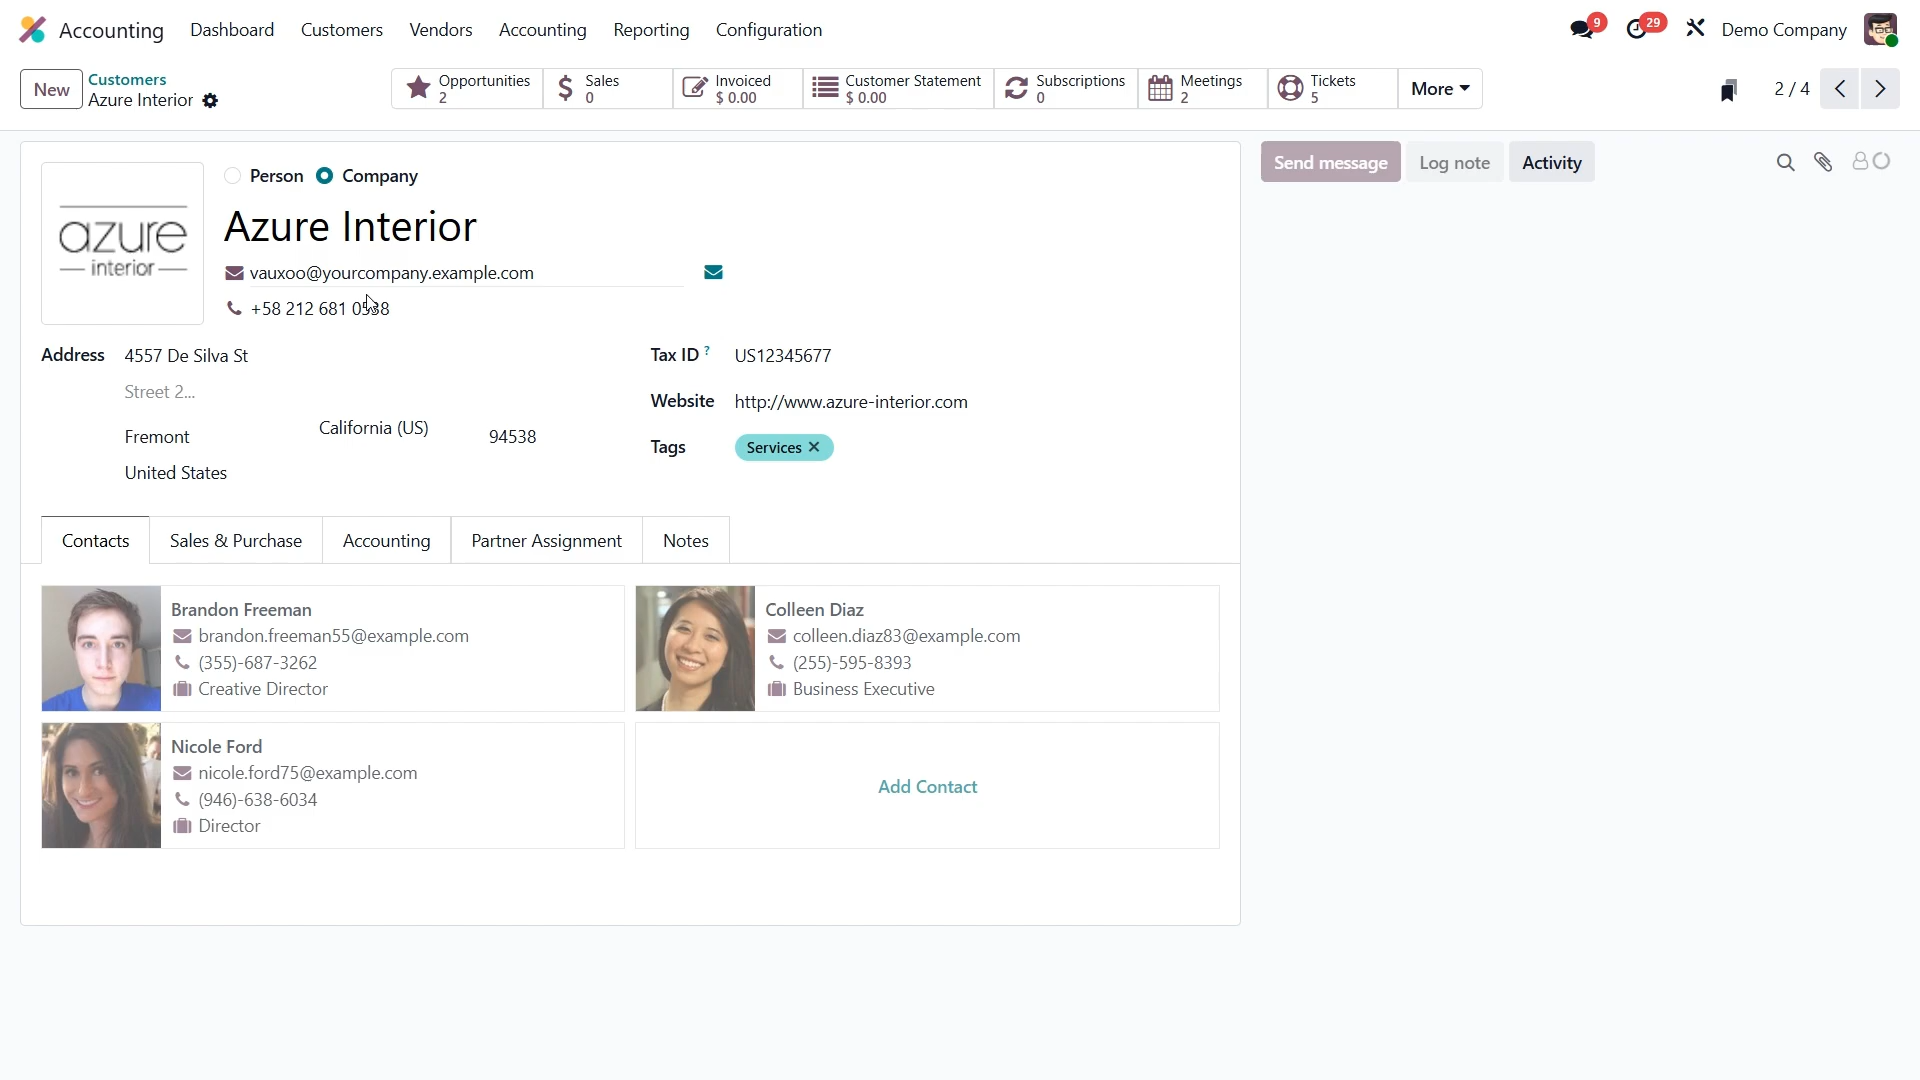 Accounting Dashboard Customers Vendors Accounting Reporting Configuration 9 29 Demo Company
New Customers
Azure Interior
Opportunities 2
Sales 0
Invoiced $ 0.00
Customer Statement $ 0.00
Subscriptions 0
Meetings 2
Tickets 5
More
2 / 4
Send message Log note Activity
azure
interior
Person Company
Azure Interior
vauxoo@yourcompany.example.com
+58 212 681 0538
Address 4557 De Silva St
Street 2...
Fremont California (US) 94538
United States
Tax ID ? US12345677
Website http://www.azure-interior.com
Tags Services
Contacts Sales & Purchase Accounting Partner Assignment Notes
Brandon Freeman
brandon.freeman55@example.com
(355)-687-3262
Creative Director
Colleen Diaz
colleen.diaz83@example.com
(255)-595-8393
Business Executive
Nicole Ford
nicole.ford75@example.com
(946)-638-6034
Director
Add Contact